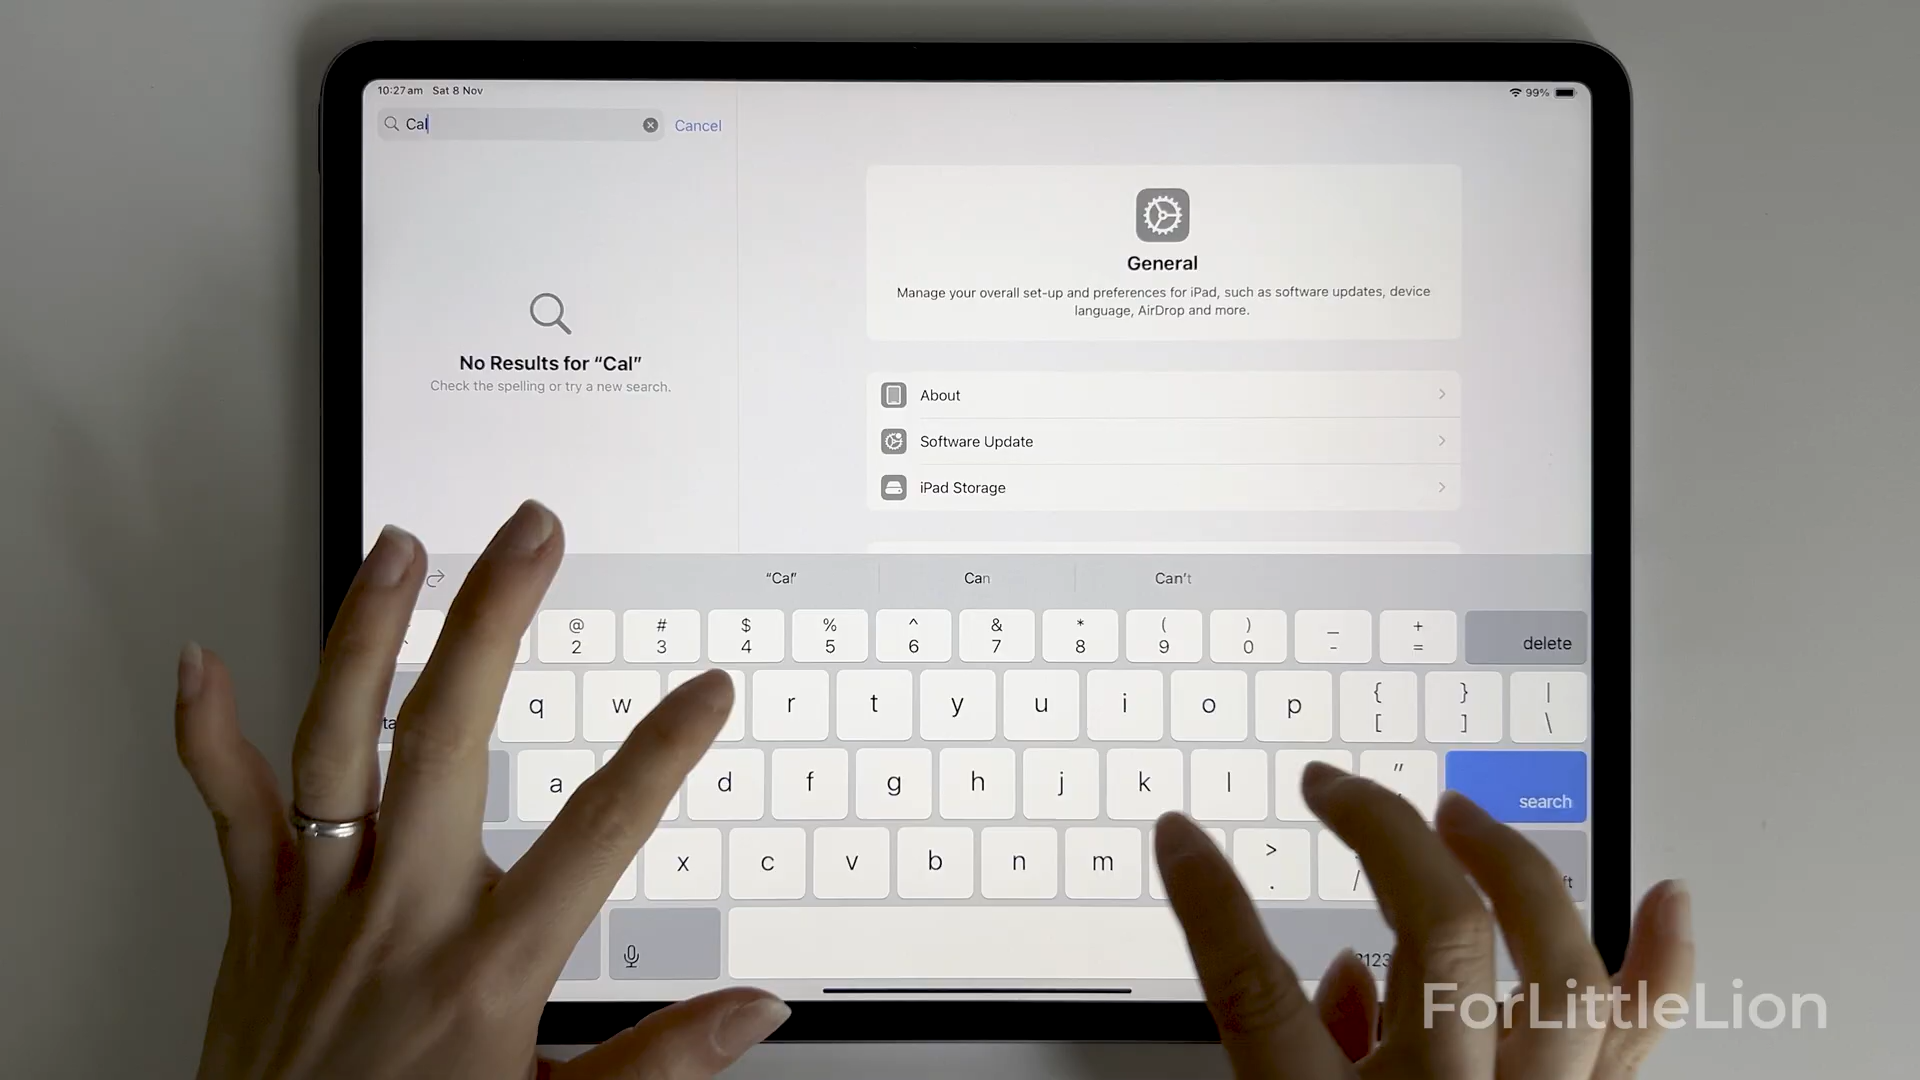 10:27am Sat 8 Nov
99%
Cal
Cancel
General
Manage your overall set-up and preferences for iPad, such as software updates, device
language, AirDrop and more.
No Results for “Cal”
Check the spelling or try a new search.
About
Software Update
iPad Storage
“Cal” Can Can't
@ # $ % ^ & * ( ) _ +
2 3 4 5 6 7 8 9 0 - = delete
q w r t y u i o p { [ } ] | \
a d f g h j k l " search
x c v b n m > . /
ForLittleLion